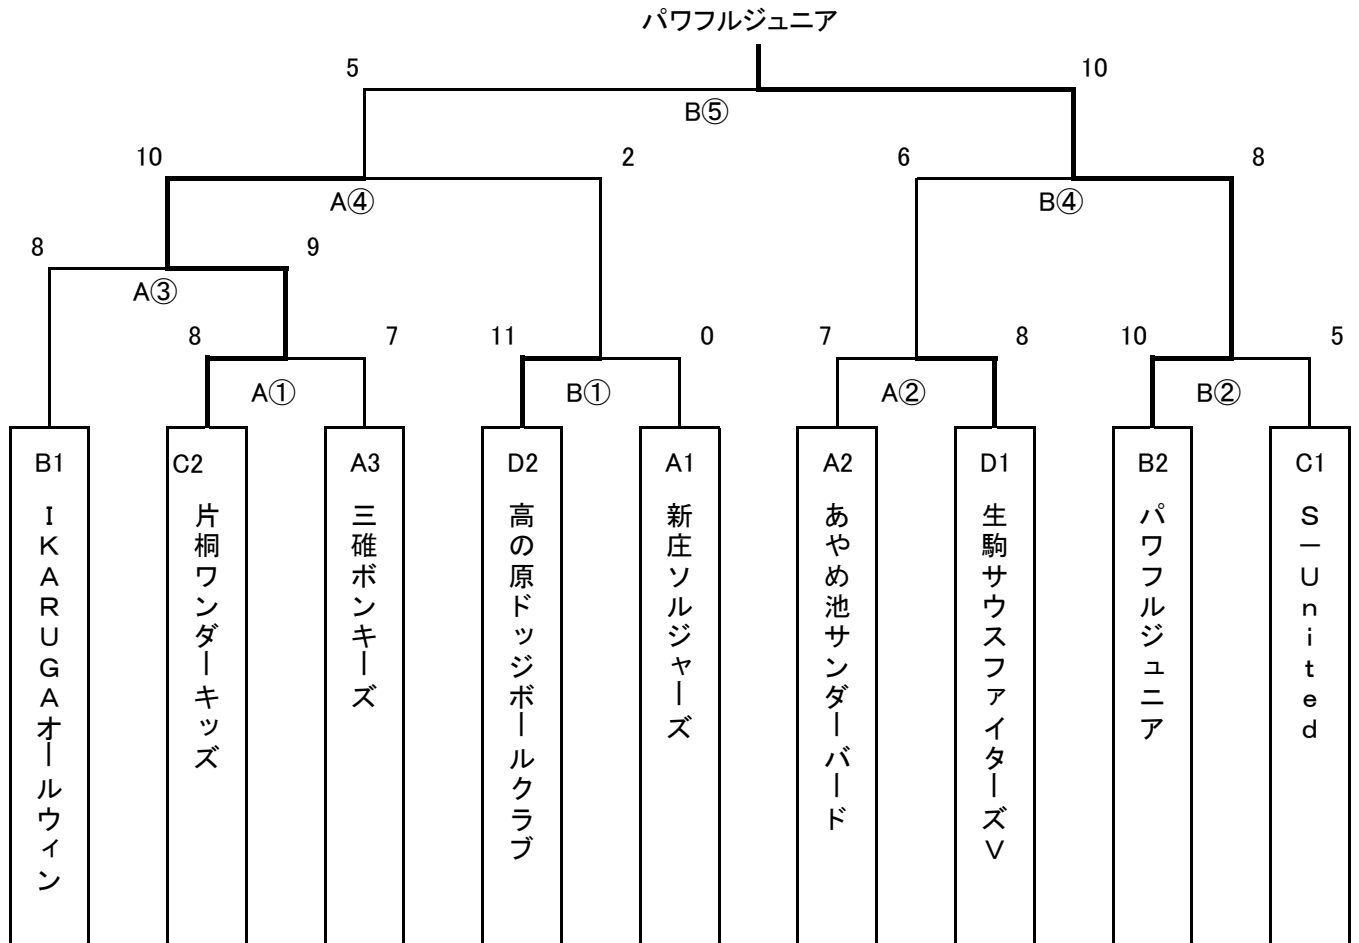 パワフルジュニア
5
10
B⑤
10
2
6
8
A④
B④
8
9
A③
8
7
11
0
7
8
10
5
A①
B①
A②
B②
B1
C2
A3
D2
A1
A2
D1
B2
C1
ＩＫＡＲＵＧＡオールウィン
片桐ワンダーキッズ
三碓ボンキーズ
高の原ドッジボールクラブ
新庄ソルジャーズ
あやめ池サンダーバード
生駒サウスファイターズＶ
パワフルジュニア
Ｓ－Ｕｎｉｔｅｄ